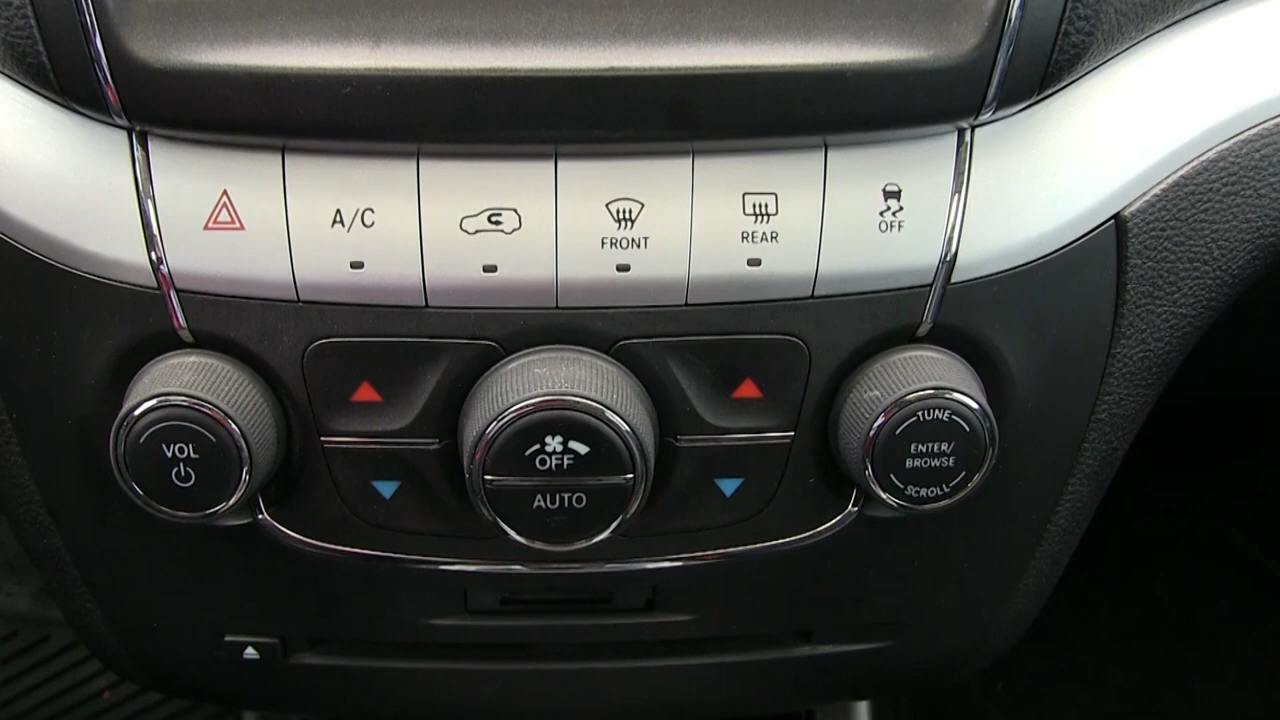 A/C
FRONT
REAR
OFF
VOL
OFF
AUTO
TUNE
ENTER/
BROWSE
SCROLL